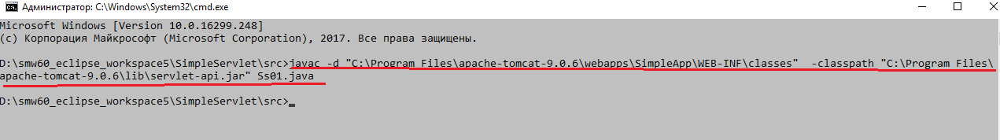 Администратор: C:\Windows\System32\cmd.exe
Microsoft Windows [Version 10.0.16299.248]
(c) Корпорация Майкрософт (Microsoft Corporation), 2017. Все права защищены.
D:\smw60_eclipse_workspace5\SimpleServlet\src>javac -d "C:\Program Files\apache-tomcat-9.0.6\webapps\SimpleApp\WEB-INF\classes"  -classpath "C:\Program Files\
apache-tomcat-9.0.6\lib\servlet-api.jar" Ss01.java
D:\smw60_eclipse_workspace5\SimpleServlet\src>